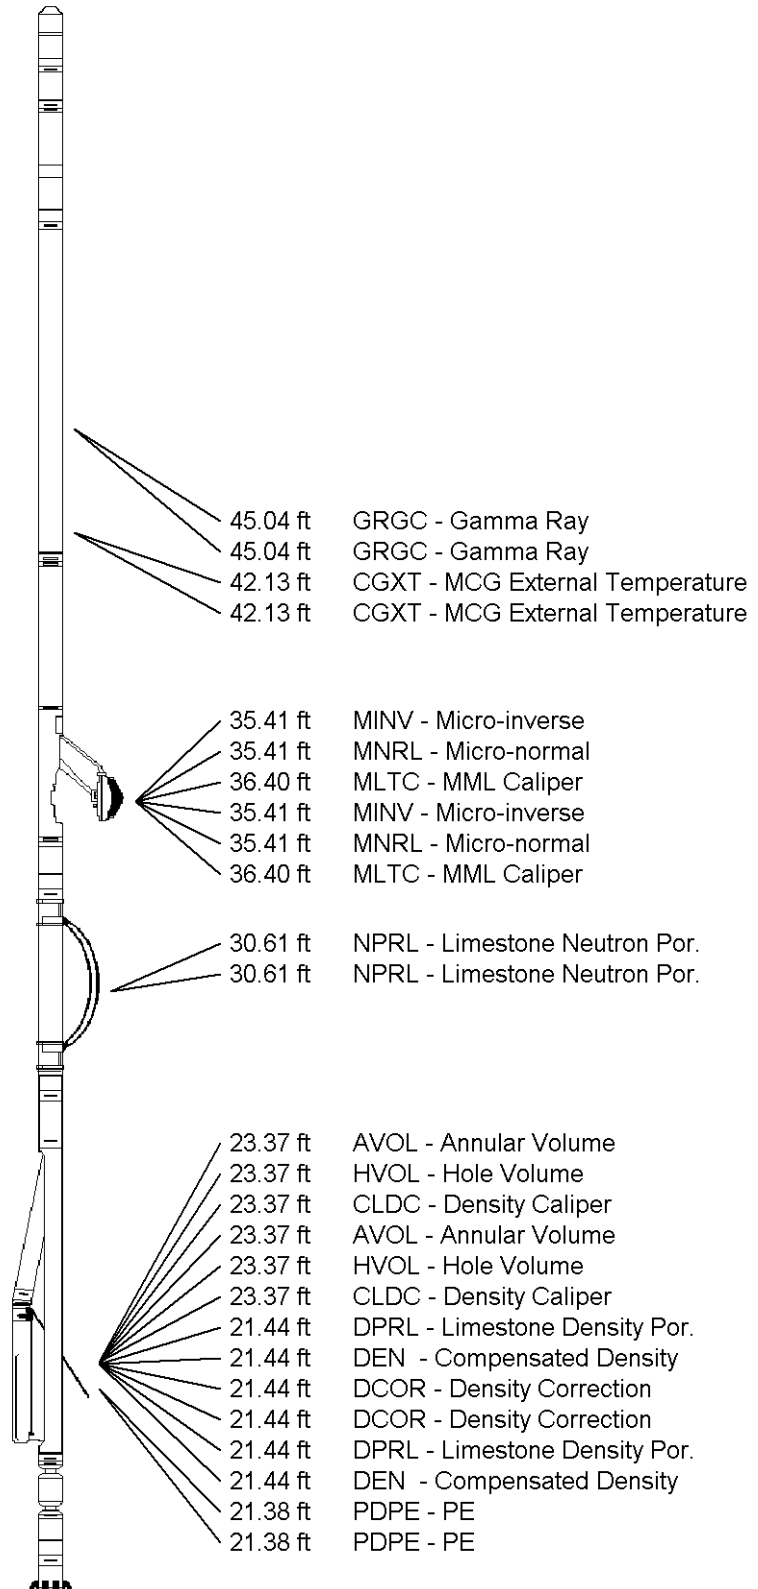 45.04 ft GRGC - Gamma Ray
45.04 ft GRGC - Gamma Ray
42.13 ft CGXT - MCG External Temperature
42.13 ft CGXT - MCG External Temperature
35.41 ft MINV - Micro-inverse
35.41 ft MNRL - Micro-normal
36.40 ft MLTC - MML Caliper
35.41 ft MINV - Micro-inverse
35.41 ft MNRL - Micro-normal
36.40 ft MLTC - MML Caliper
30.61 ft NPRL - Limestone Neutron Por.
30.61 ft NPRL - Limestone Neutron Por.
23.37 ft AVOL - Annular Volume
23.37 ft HVOL - Hole Volume
23.37 ft CLDC - Density Caliper
23.37 ft AVOL - Annular Volume
23.37 ft HVOL - Hole Volume
23.37 ft CLDC - Density Caliper
21.44 ft DPRL - Limestone Density Por.
21.44 ft DEN - Compensated Density
21.44 ft DCOR - Density Correction
21.44 ft DCOR - Density Correction
21.44 ft DPRL - Limestone Density Por.
21.44 ft DEN - Compensated Density
21.38 ft PDPE - PE
21.38 ft PDPE - PE